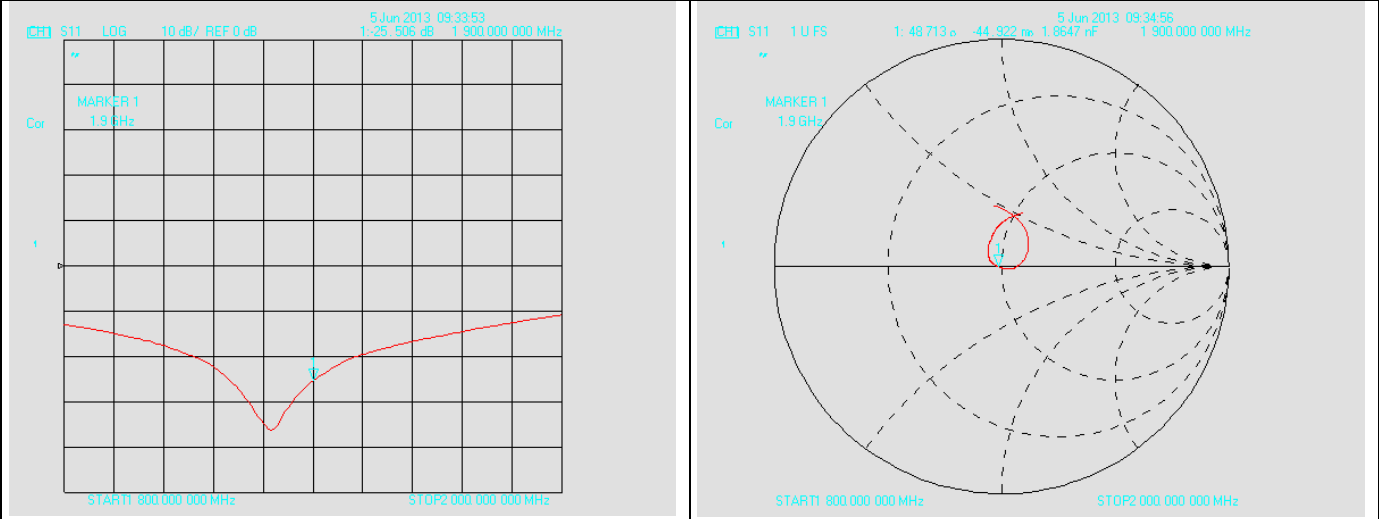 5 Jun 2013 09:33:53
CH1 S11 LOG 10 dB/ REF 0 dB 1:-25.506 dB 1 900.000 000 MHz
MARKER 1
1.9 GHz
Cor
1
1
START1 800.000 000 MHz STOP2 000.000 000 MHz
5 Jun 2013 09:34:56
CH1 S11 1 U FS 1: 48.713 -44.922 1.8647 nF 1 900.000 000 MHz
MARKER 1
1.9 GHz
Cor
1
1
START1 800.000 000 MHz STOP2 000.000 000 MHz